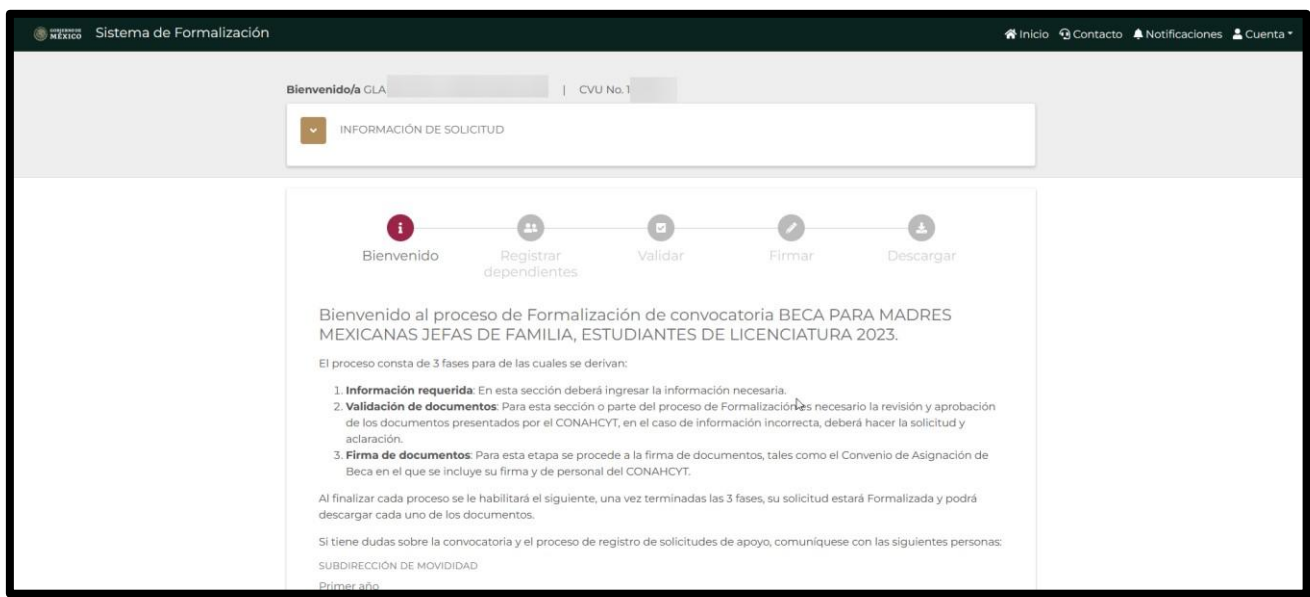 GOBIERNO DE MÉXICO Sistema de Formalización Inicio Contacto Notificaciones Cuenta
Bienvenido/a GLA | CVU No. 1
INFORMACIÓN DE SOLICITUD
Bienvenido Registrar dependientes Validar Firmar Descargar
Bienvenido al proceso de Formalización de convocatoria BECA PARA MADRES
MEXICANAS JEFAS DE FAMILIA, ESTUDIANTES DE LICENCIATURA 2023.
El proceso consta de 3 fases para de las cuales se derivan:
1. Información requerida: En esta sección deberá ingresar la información necesaria.
2. Validación de documentos: Para esta sección o parte del proceso de Formalización es necesario la revisión y aprobación
de los documentos presentados por el CONAHCYT, en el caso de información incorrecta, deberá hacer la solicitud y
aclaración.
3. Firma de documentos: Para esta etapa se procede a la firma de documentos, tales como el Convenio de Asignación de
Beca en el que se incluye su firma y de personal del CONAHCYT.
Al finalizar cada proceso se le habilitará el siguiente, una vez terminadas las 3 fases, su solicitud estará Formalizada y podrá
descargar cada uno de los documentos.
Si tiene dudas sobre la convocatoria y el proceso de registro de solicitudes de apoyo, comuníquese con las siguientes personas:
SUBDIRECCIÓN DE MOVIDIDAD
Primer año